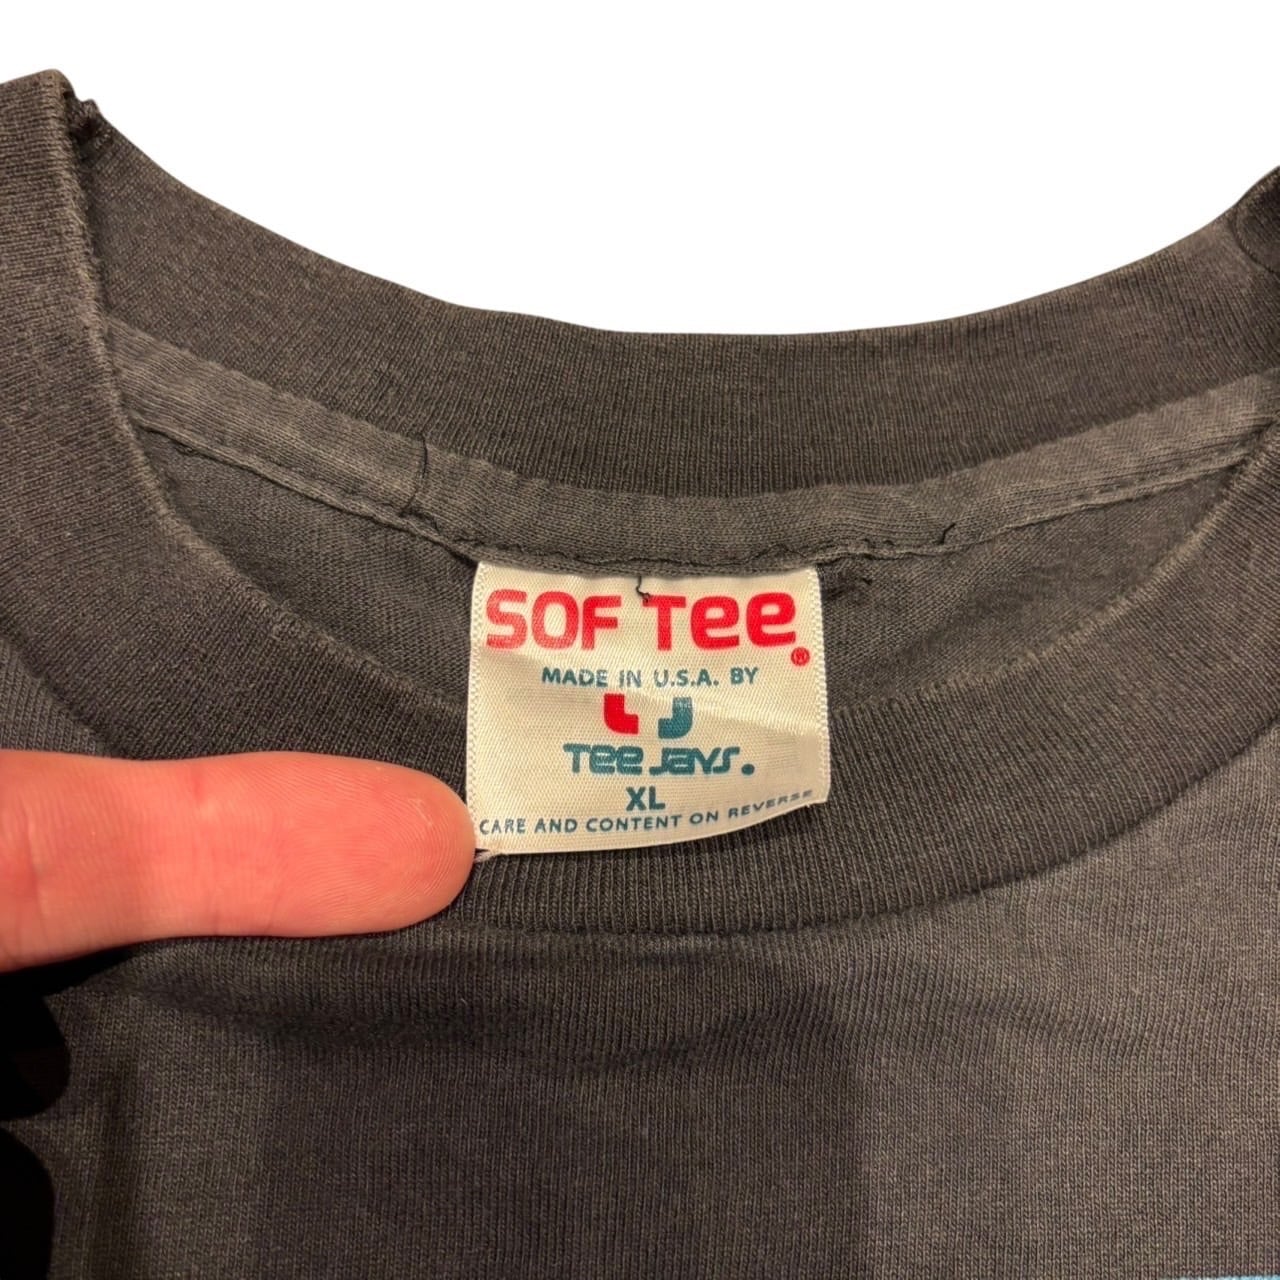 SOF Tee®
MADE IN U.S.A. BY
TEE JAYS.
XL
CARE AND CONTENT ON REVERSE